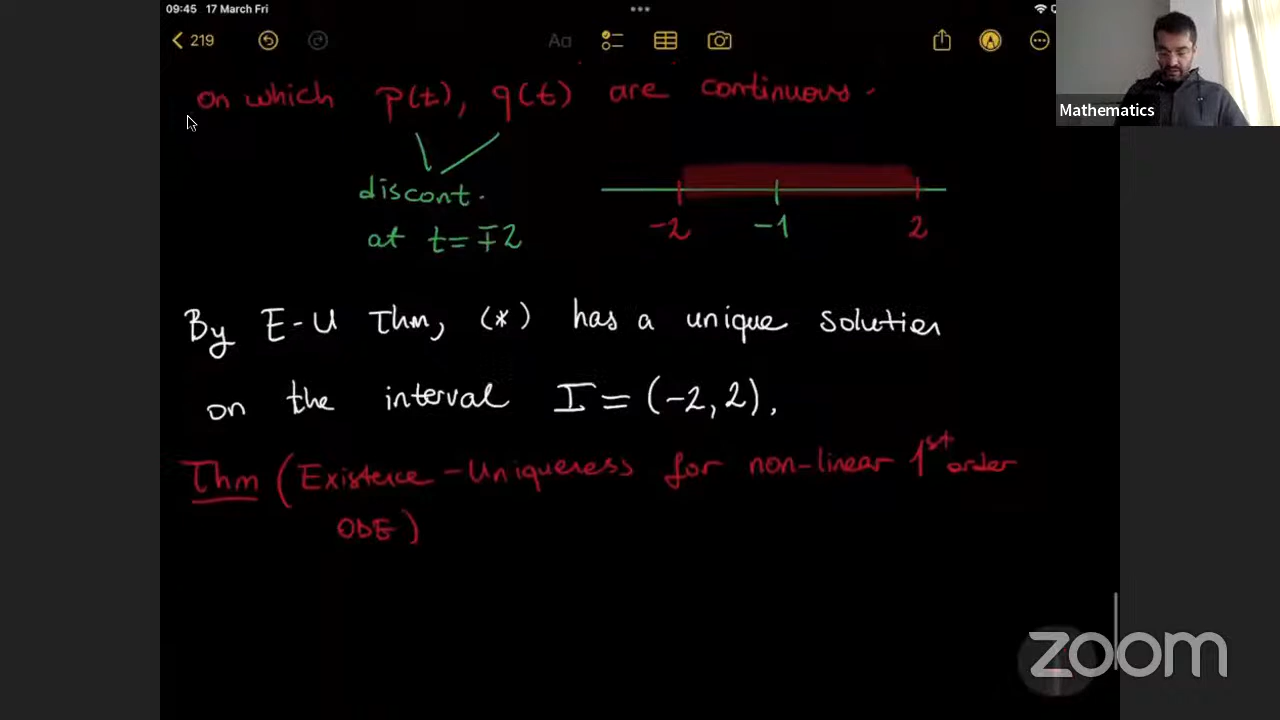 09:45 17 March Fri
219
Aa
Mathematics
on which p(t), q(t) are continuous.
discont.
at t=∓2
-2 -1 2
By E-U Thm, (*) has a unique solution
on the interval I = (-2, 2).
Thm (Existence-Uniqueness for non-linear 1st order
ODE)
zoom